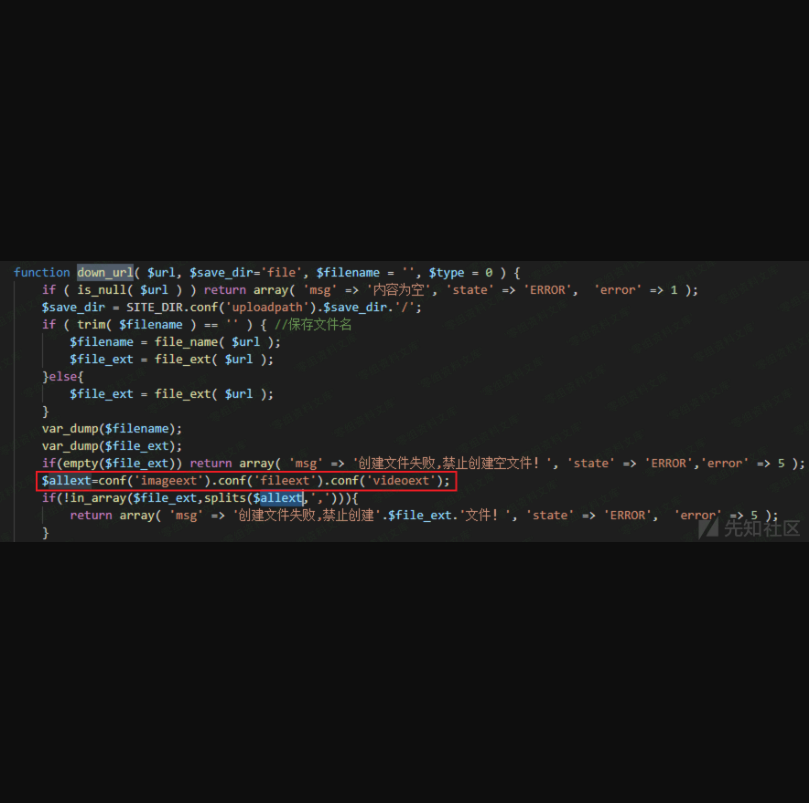 function down_url( $url, $save_dir='file', $filename = '', $type = 0 ) {
if ( is_null( $url ) ) return array( 'msg' => '内容为空', 'state' => 'ERROR', 'error' => 1 );
$save_dir = SITE_DIR.conf('uploadpath').$save_dir.'/';
if ( trim( $filename ) == '' ) { //保存文件名
$filename = file_name( $url );
$file_ext = file_ext( $url );
}else{
$file_ext = file_ext( $url );
}
var_dump($filename);
var_dump($file_ext);
if(empty($file_ext)) return array( 'msg' => '创建文件失败,禁止创建空文件! ', 'state' => 'ERROR','error' => 5 );
$allext=conf('imageext').conf('fileext').conf('videoext');
if(!in_array($file_ext,splits($allext,','))){
return array( 'msg' => '创建文件失败,禁止创建'.$file_ext.'文件! ', 'state' => 'ERROR', 'error' => 5 );
}
先知社区